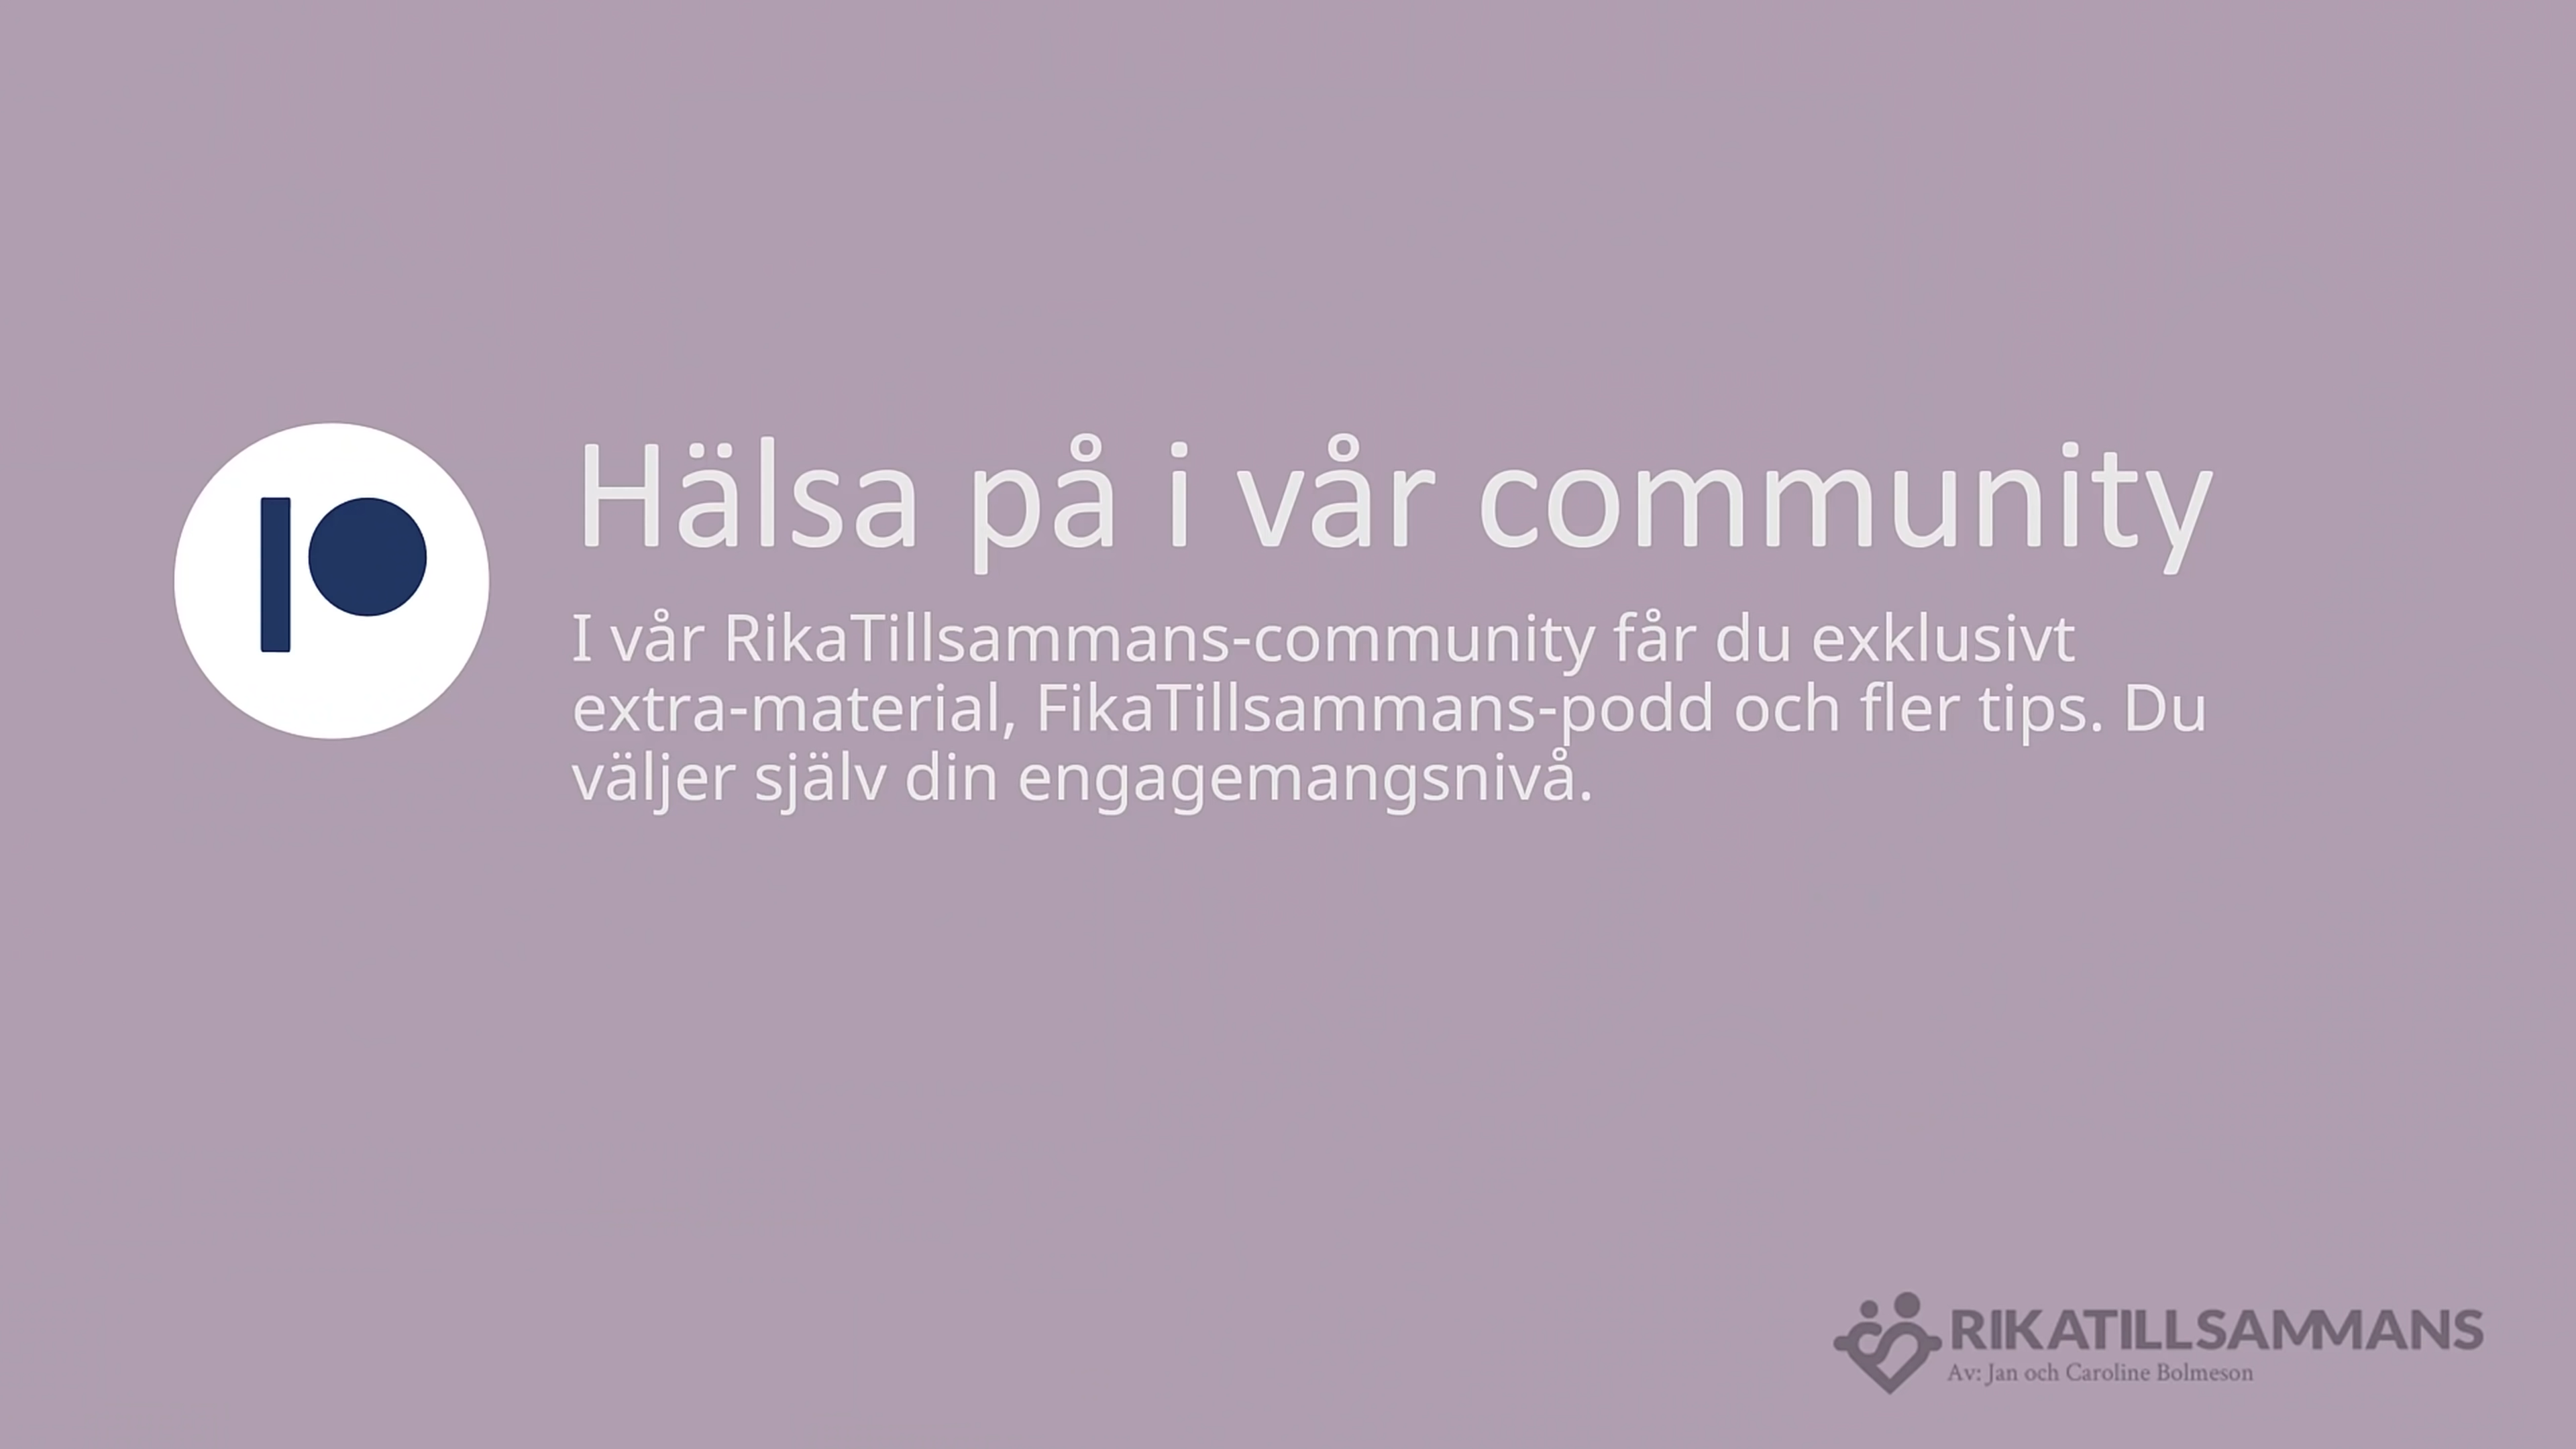 Hälsa på i vår community
I vår RikaTillsammans-community får du exklusivt
extra-material, FikaTillsammans-podd och fler tips. Du
väljer själv din engagemangsnivå.
RIKATILLSAMMANS
Av: Jan och Caroline Bolmeson